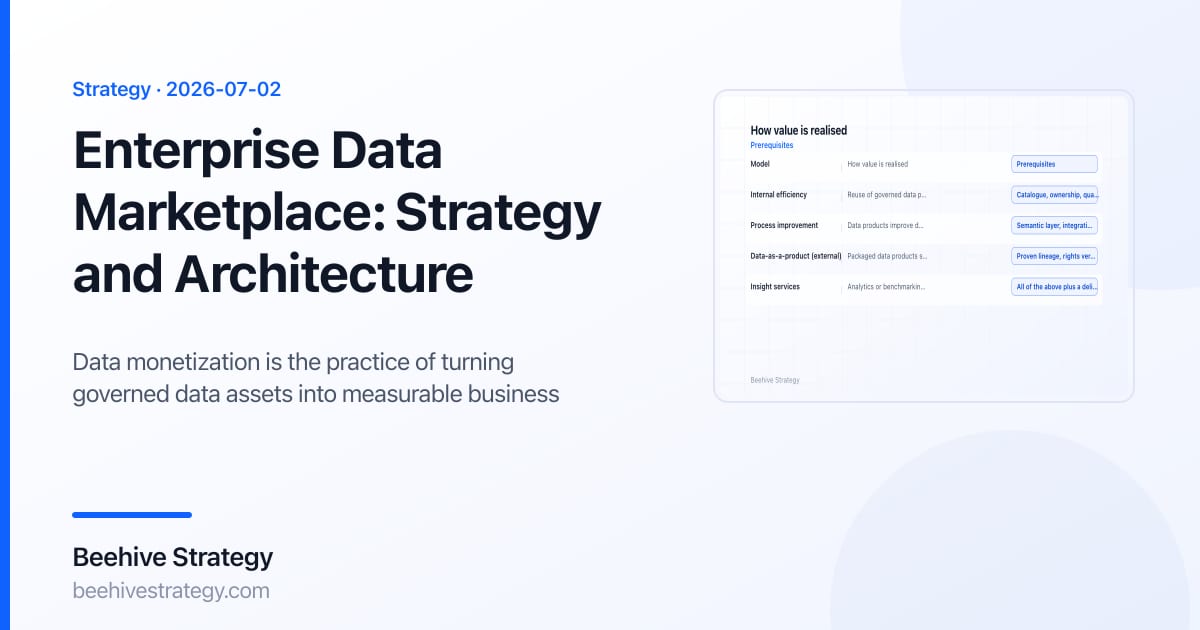 Strategy · 2026-07-02
Enterprise Data
Marketplace: Strategy
and Architecture
Data monetization is the practice of turning
governed data assets into measurable business
Beehive Strategy
beehivestrategy.com
How value is realised
Prerequisites
Model How value is realised Prerequisites
Internal efficiency Reuse of governed data p... Catalogue, ownership, qua...
Process improvement Data products improve d... Semantic layer, integrati...
Data-as-a-product (external) Packaged data products s... Proven lineage, rights ver...
Insight services Analytics or benchmarkin... All of the above plus a deli...
Beehive Strategy